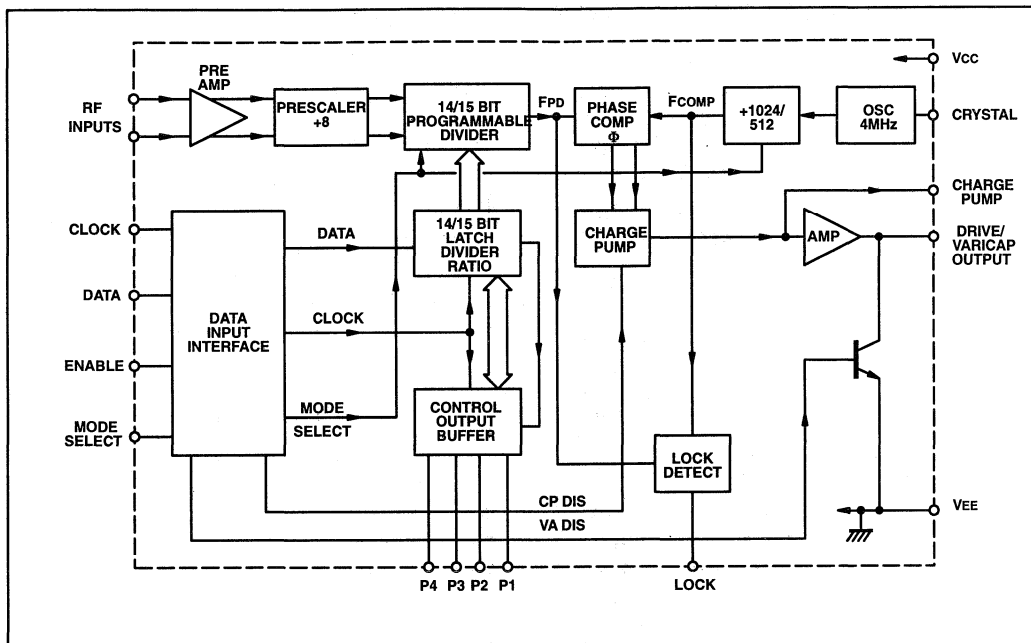 PRE
AMP
RF
INPUTS
PRESCALER
+8
14/15 BIT
PROGRAMMABLE
DIVIDER
FPD
PHASE
COMP
Φ
FCOMP
+1024/
512
OSC
4MHz
VCC
CRYSTAL
CHARGE
PUMP
DRIVE/
VARICAP
OUTPUT
AMP
CHARGE
PUMP
14/15 BIT
LATCH
DIVIDER
RATIO
DATA
CLOCK
DATA
ENABLE
MODE
SELECT
DATA
INPUT
INTERFACE
CLOCK
MODE
SELECT
CONTROL
OUTPUT
BUFFER
LOCK
DETECT
CP DIS
VA DIS
VEE
P4 P3 P2 P1
LOCK